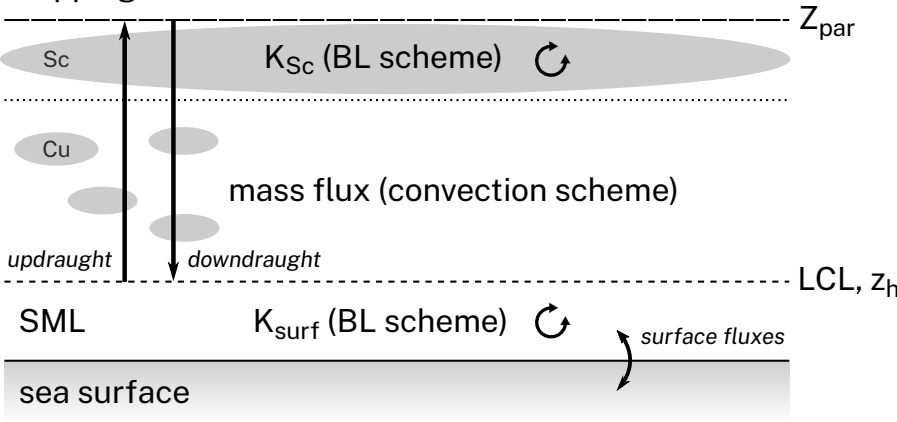 Z_par
Sc K_Sc (BL scheme)
Cu
mass flux (convection scheme)
updraught downdraught
LCL, z_h
SML K_surf (BL scheme)
surface fluxes
sea surface